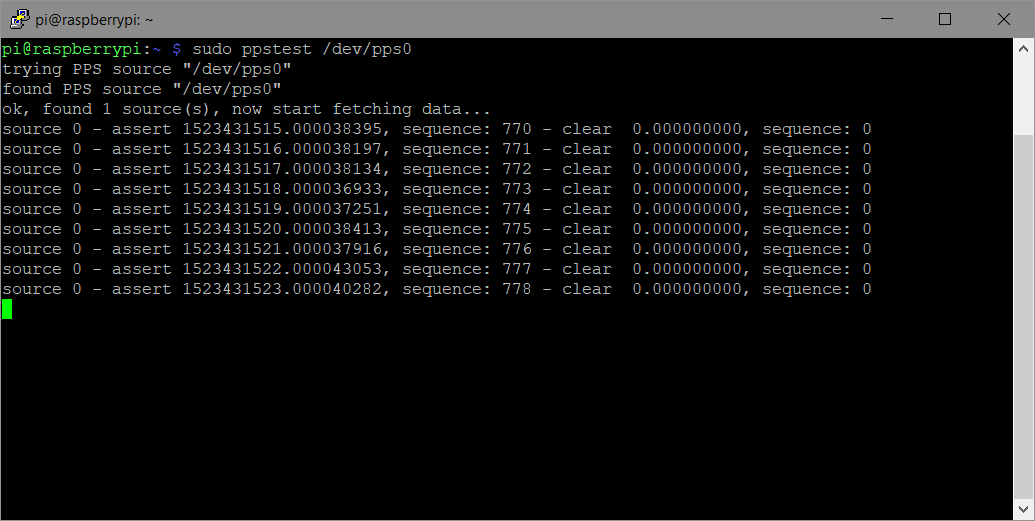 pi@raspberrypi: ~
pi@raspberrypi:~ $ sudo ppstest /dev/pps0
trying PPS source "/dev/pps0"
found PPS source "/dev/pps0"
ok, found 1 source(s), now start fetching data...
source 0 - assert 1523431515.000038395, sequence: 770 - clear  0.000000000, sequence: 0
source 0 - assert 1523431516.000038197, sequence: 771 - clear  0.000000000, sequence: 0
source 0 - assert 1523431517.000038134, sequence: 772 - clear  0.000000000, sequence: 0
source 0 - assert 1523431518.000036933, sequence: 773 - clear  0.000000000, sequence: 0
source 0 - assert 1523431519.000037251, sequence: 774 - clear  0.000000000, sequence: 0
source 0 - assert 1523431520.000038413, sequence: 775 - clear  0.000000000, sequence: 0
source 0 - assert 1523431521.000037916, sequence: 776 - clear  0.000000000, sequence: 0
source 0 - assert 1523431522.000043053, sequence: 777 - clear  0.000000000, sequence: 0
source 0 - assert 1523431523.000040282, sequence: 778 - clear  0.000000000, sequence: 0